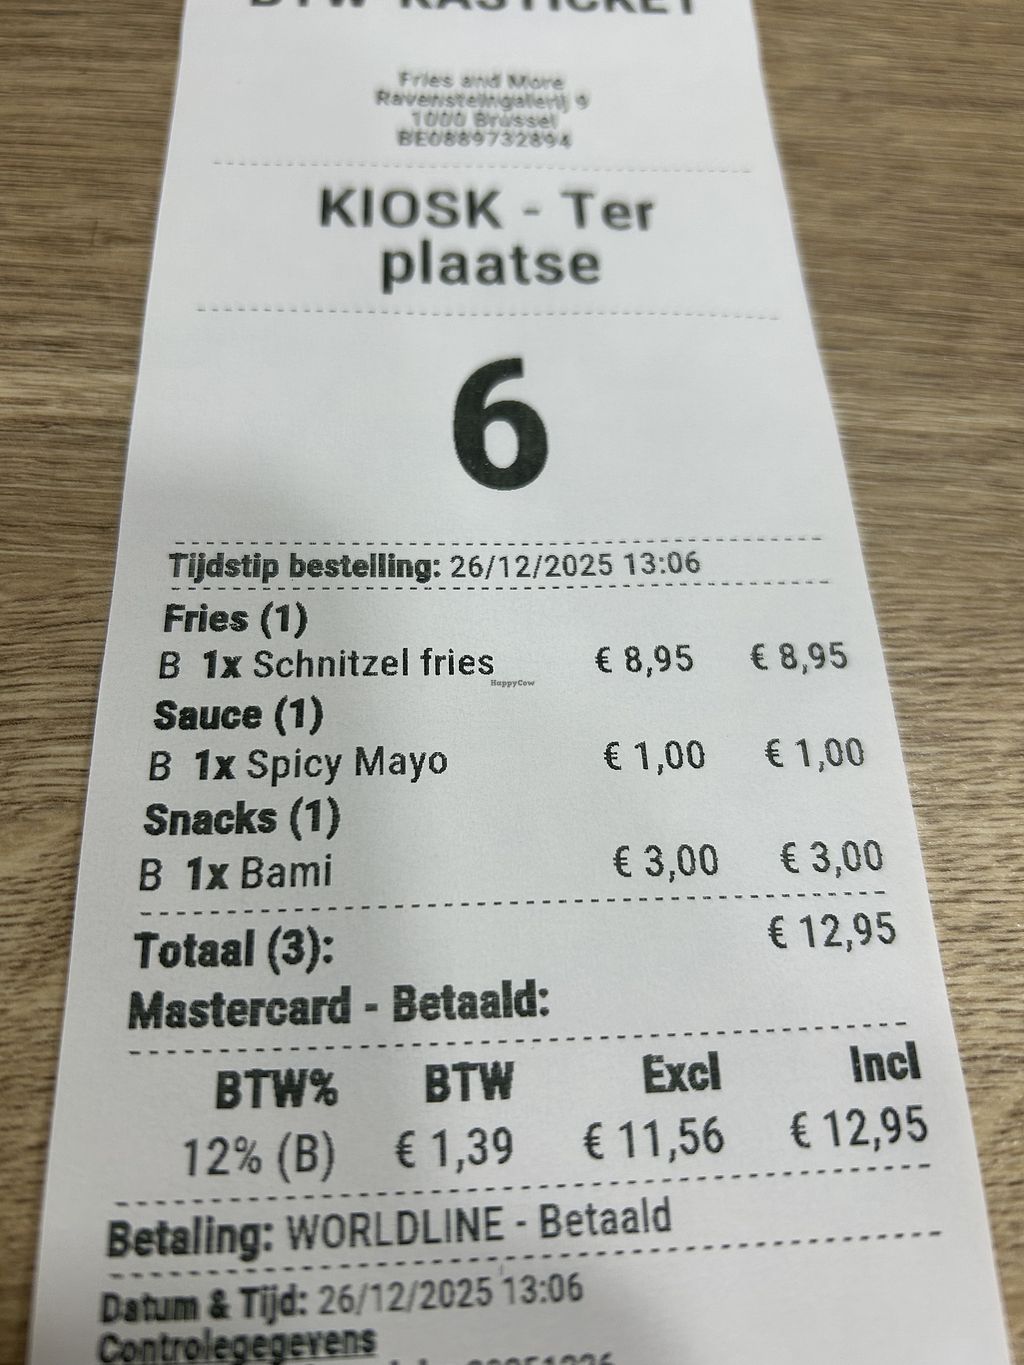 BTW KASTICKET
Fries and More
Ravensteingalerij 9
1000 Brussel
BE0889732894
KIOSK - Ter
plaatse
6
Tijdstip bestelling: 26/12/2025 13:06
Fries (1)
B 1x Schnitzel fries € 8,95 € 8,95
HappyCow
Sauce (1)
B 1x Spicy Mayo € 1,00 € 1,00
Snacks (1)
B 1x Bami € 3,00 € 3,00
Totaal (3): € 12,95
Mastercard - Betaald:
BTW% BTW Excl Incl
12% (B) € 1,39 € 11,56 € 12,95
Betaling: WORLDLINE - Betaald
Datum & Tijd: 26/12/2025 13:06
Controlegegevens